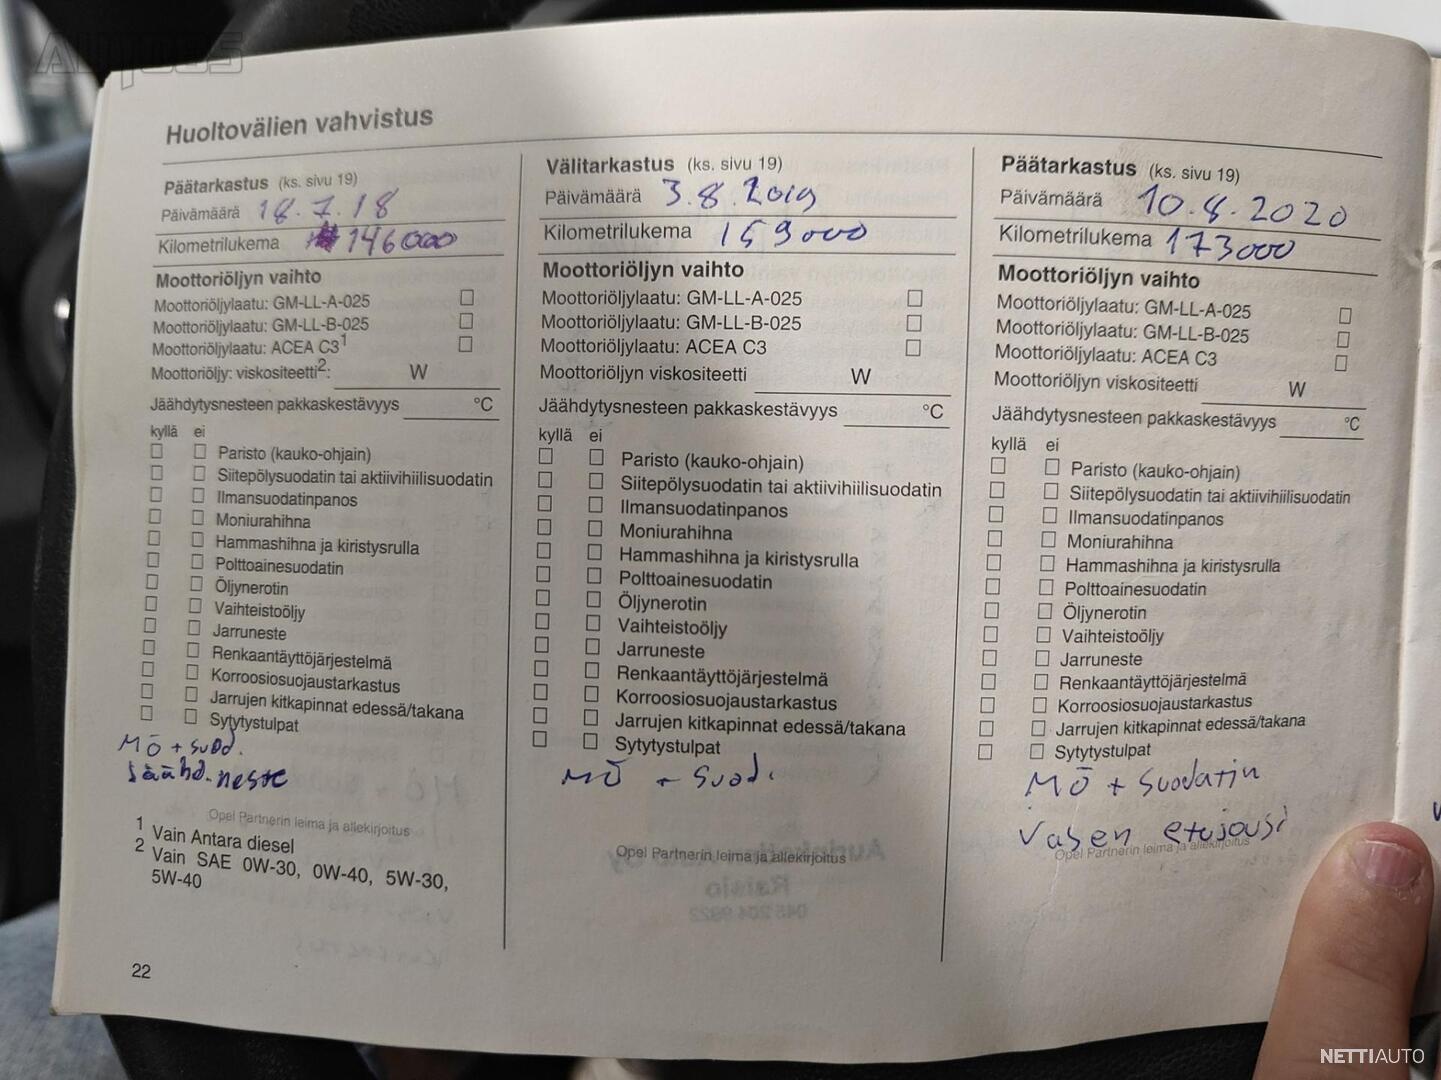 Huoltovälien vahvistus
Päätarkastus (ks. sivu 19)
Päivämäärä 18.7.18
Kilometrilukema 146000
Moottoriöljyn vaihto
Moottoriöljylaatu: GM-LL-A-025
Moottoriöljylaatu: GM-LL-B-025
Moottoriöljylaatu: ACEA C3¹
Moottoriöljy: viskositeetti²: W
Jäähdytysnesteen pakkaskestävyys °C
kyllä ei
Paristo (kauko-ohjain)
Siitepölysuodatin tai aktiivihiilisuodatin
Ilmansuodatinpanos
Moniurahihna
Hammashihna ja kiristysrulla
Polttoainesuodatin
Öljynerotin
Vaihteistoöljy
Jarruneste
Renkaantäyttöjärjestelmä
Korroosiosuojaustarkastus
Jarrujen kitkapinnat edessä/takana
Sytytystulpat
MÖ + suod.
Jäähd.neste
Opel Partnerin leima ja allekirjoitus
1 Vain Antara diesel
2 Vain SAE 0W-30, 0W-40, 5W-30,
5W-40
22
Välitarkastus (ks. sivu 19)
Päivämäärä 3.8.2019
Kilometrilukema 159000
Moottoriöljyn vaihto
Moottoriöljylaatu: GM-LL-A-025
Moottoriöljylaatu: GM-LL-B-025
Moottoriöljylaatu: ACEA C3
Moottoriöljyn viskositeetti W
Jäähdytysnesteen pakkaskestävyys °C
kyllä ei
Paristo (kauko-ohjain)
Siitepölysuodatin tai aktiivihiilisuodatin
Ilmansuodatinpanos
Moniurahihna
Hammashihna ja kiristysrulla
Polttoainesuodatin
Öljynerotin
Vaihteistoöljy
Jarruneste
Renkaantäyttöjärjestelmä
Korroosiosuojaustarkastus
Jarrujen kitkapinnat edessä/takana
Sytytystulpat
MÖ + suod.
Opel Partnerin leima ja allekirjoitus
Päätarkastus (ks. sivu 19)
Päivämäärä 10.8.2020
Kilometrilukema 173000
Moottoriöljyn vaihto
Moottoriöljylaatu: GM-LL-A-025
Moottoriöljylaatu: GM-LL-B-025
Moottoriöljylaatu: ACEA C3
Moottoriöljyn viskositeetti W
Jäähdytysnesteen pakkaskestävyys °C
kyllä ei
Paristo (kauko-ohjain)
Siitepölysuodatin tai aktiivihiilisuodatin
Ilmansuodatinpanos
Moniurahihna
Hammashihna ja kiristysrulla
Polttoainesuodatin
Öljynerotin
Vaihteistoöljy
Jarruneste
Renkaantäyttöjärjestelmä
Korroosiosuojaustarkastus
Jarrujen kitkapinnat edessä/takana
Sytytystulpat
MÖ + suodatin
Vasen etujousi
Opel Partnerin leima ja allekirjoitus
NETTIAUTO